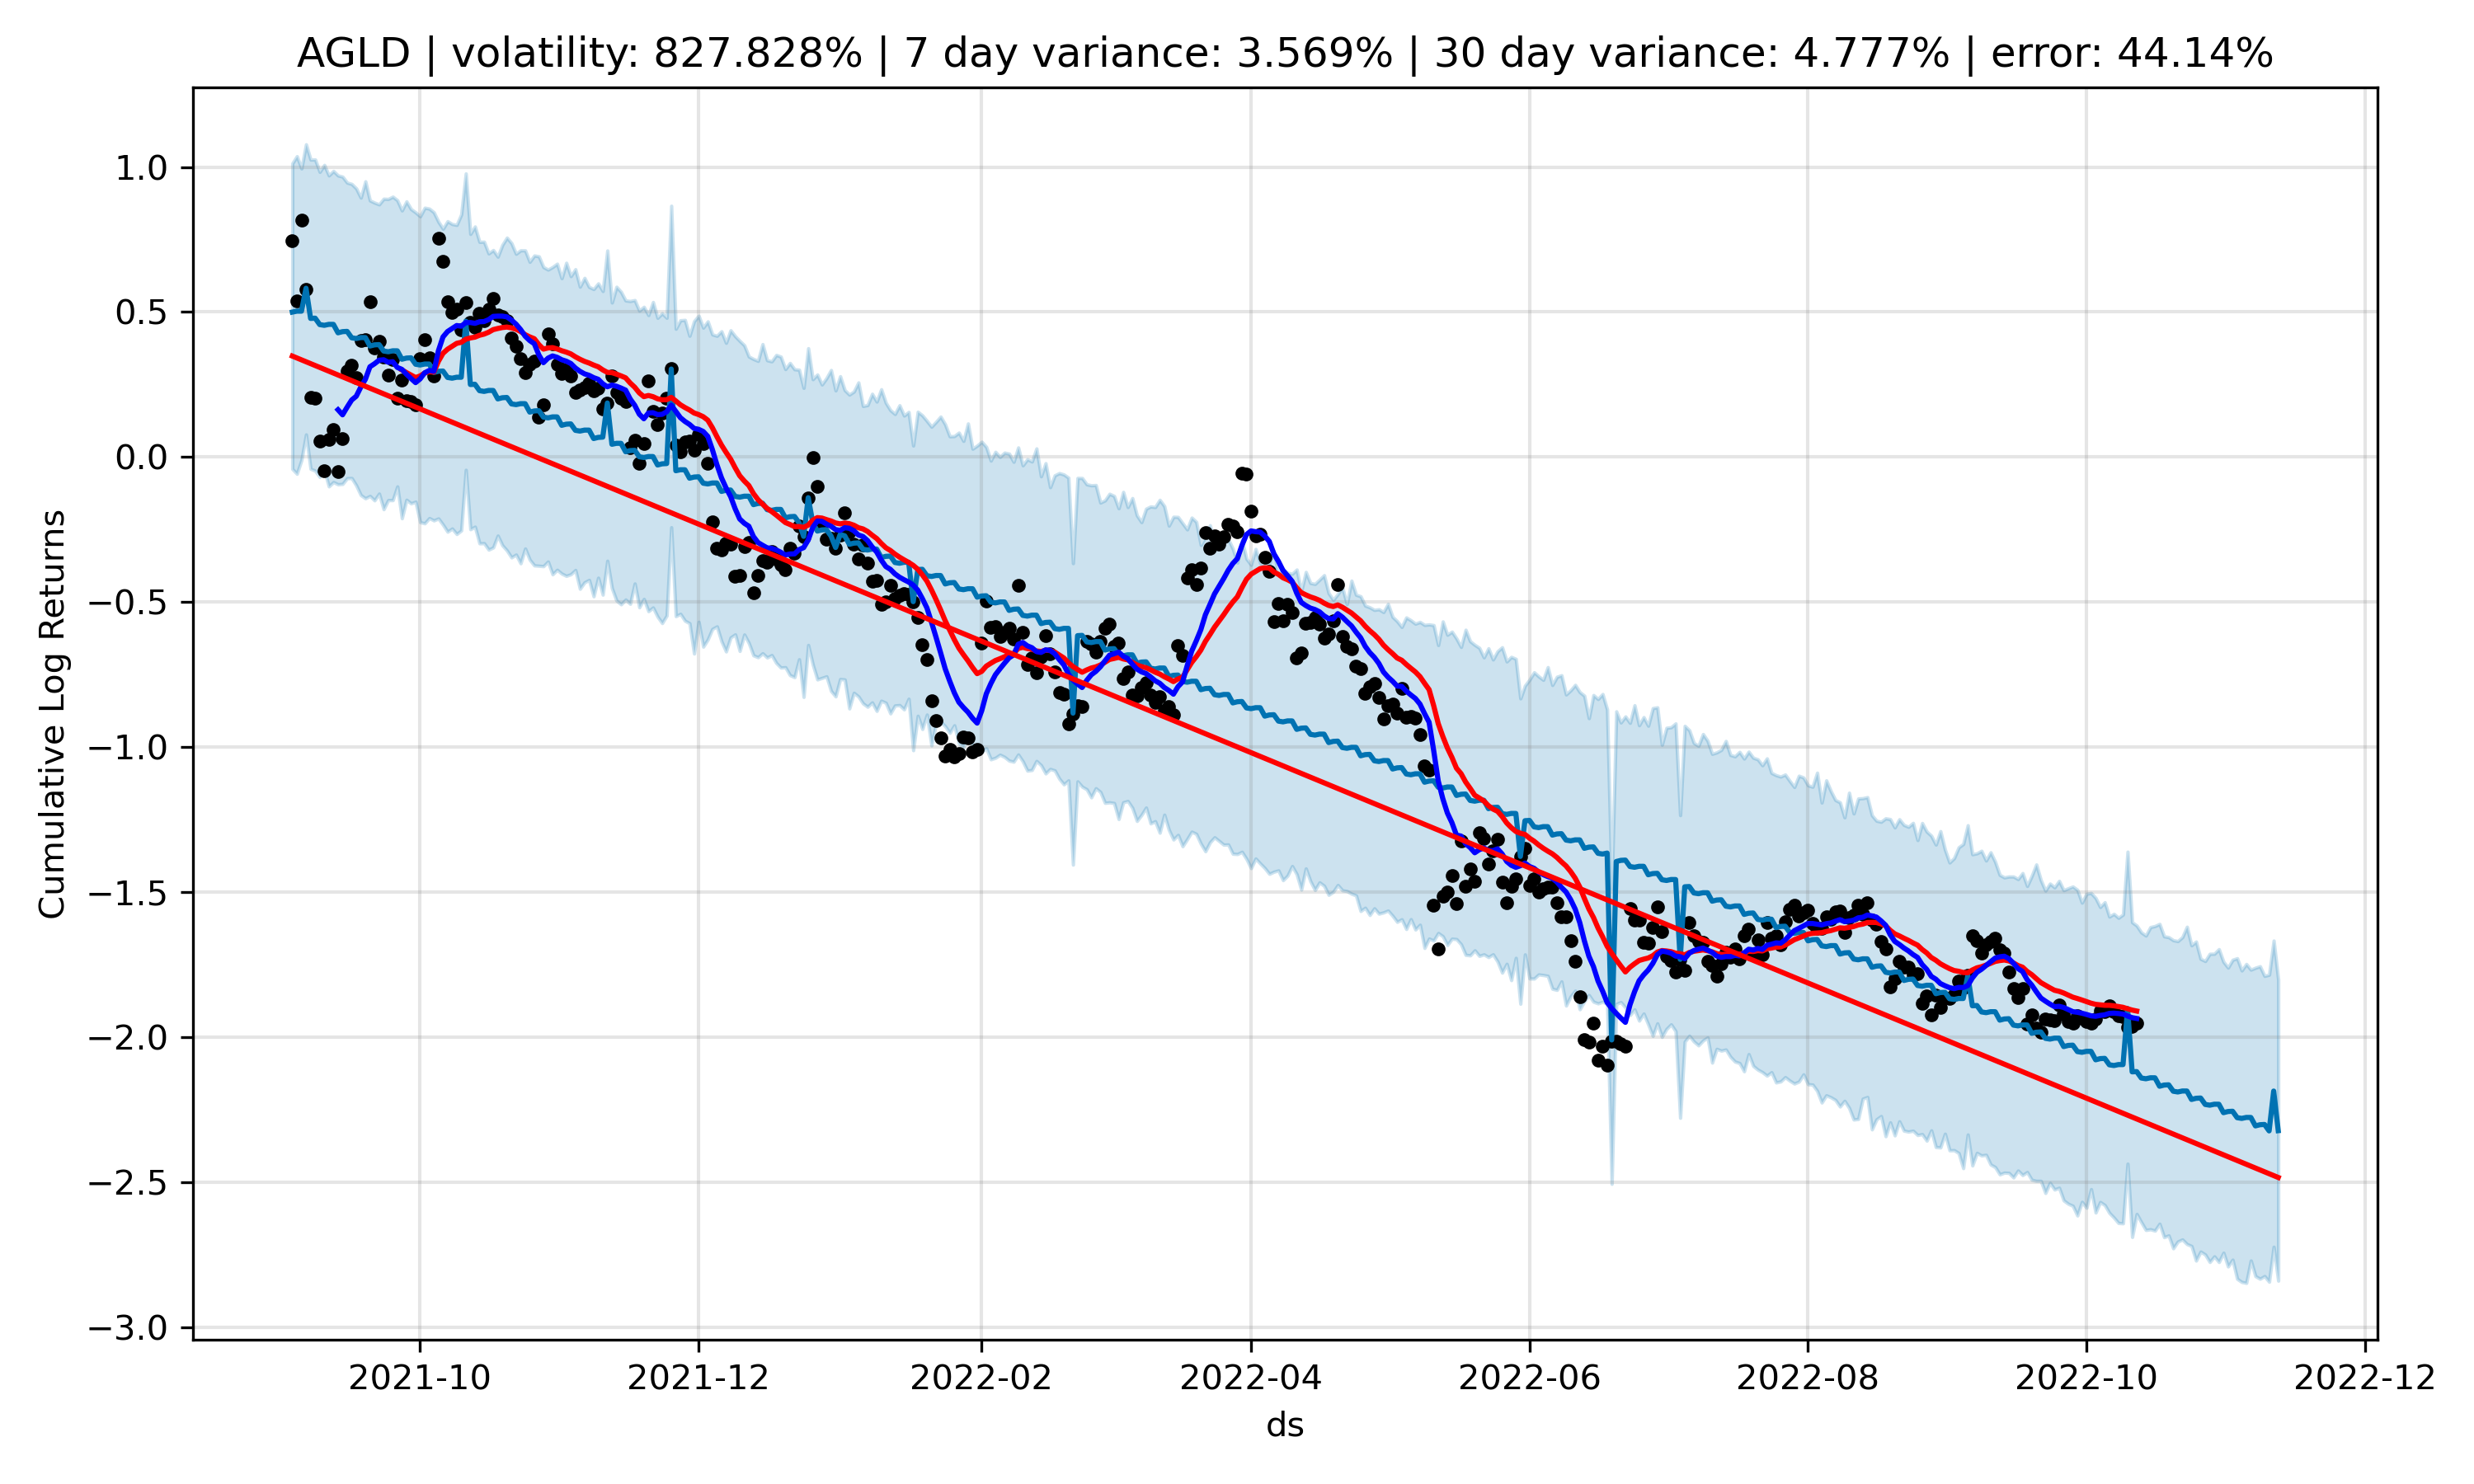 AGLD | volatility: 827.828% | 7 day variance: 3.569% | 30 day variance: 4.777% | error: 44.14%
Cumulative Log Returns
1.0
0.5
0.0
−0.5
−1.0
−1.5
−2.0
−2.5
−3.0
2021-10 2021-12 2022-02 2022-04 2022-06 2022-08 2022-10 2022-12
ds